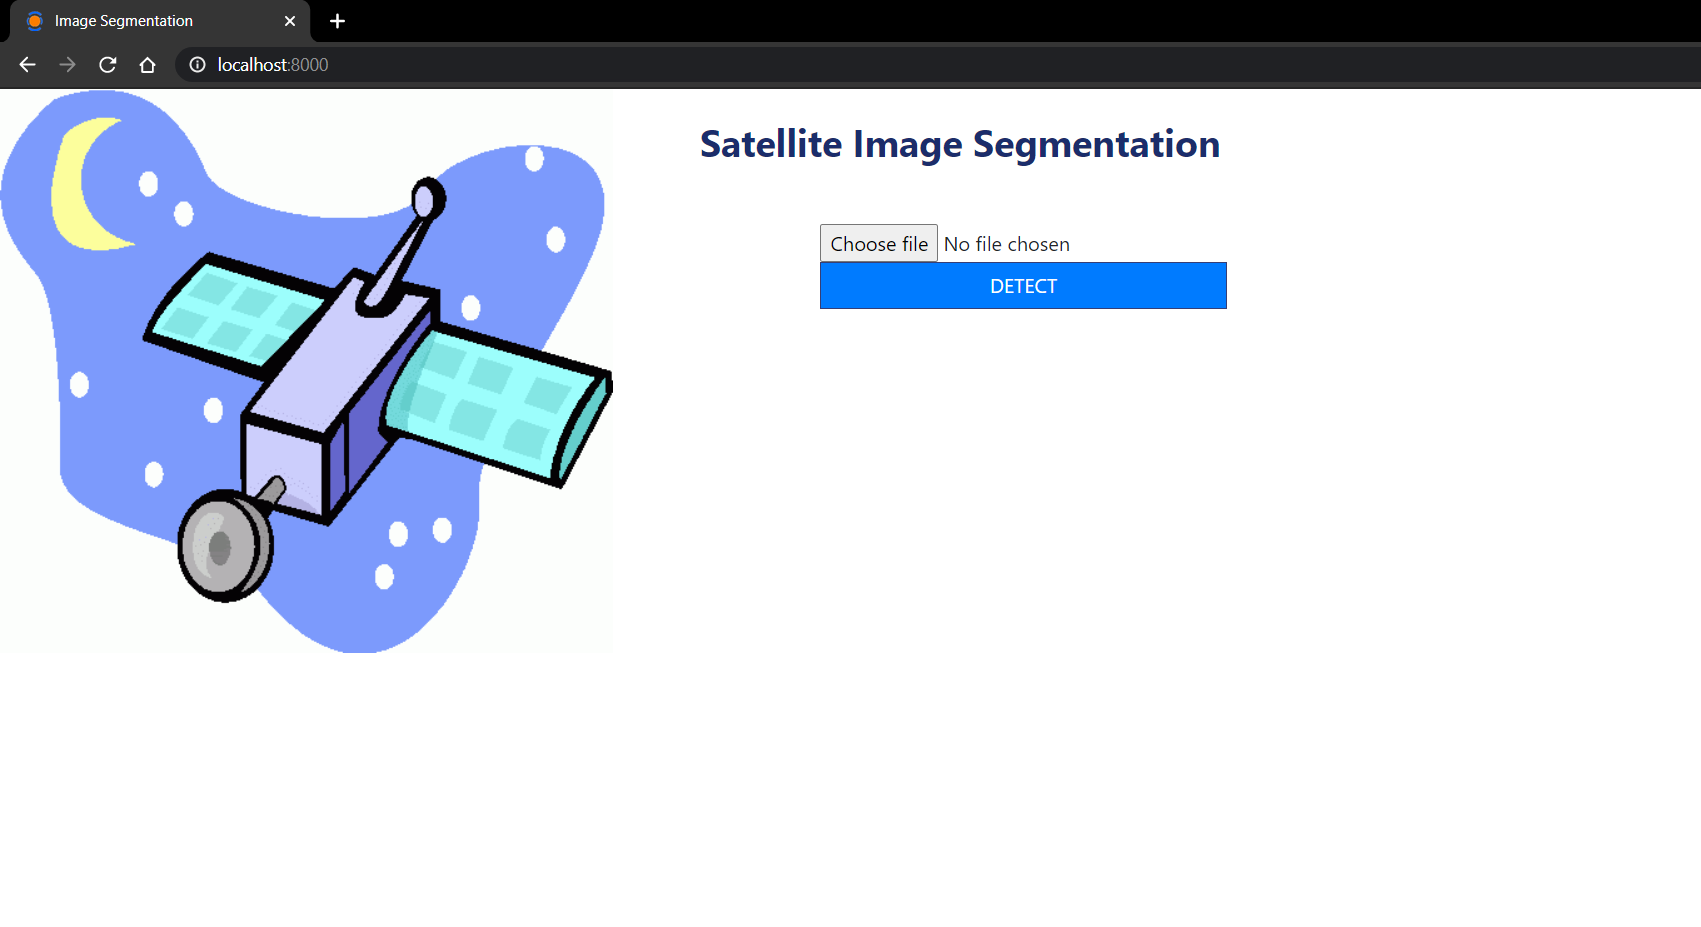 Image Segmentation
localhost:8000
Satellite Image Segmentation
Choose file No file chosen
DETECT